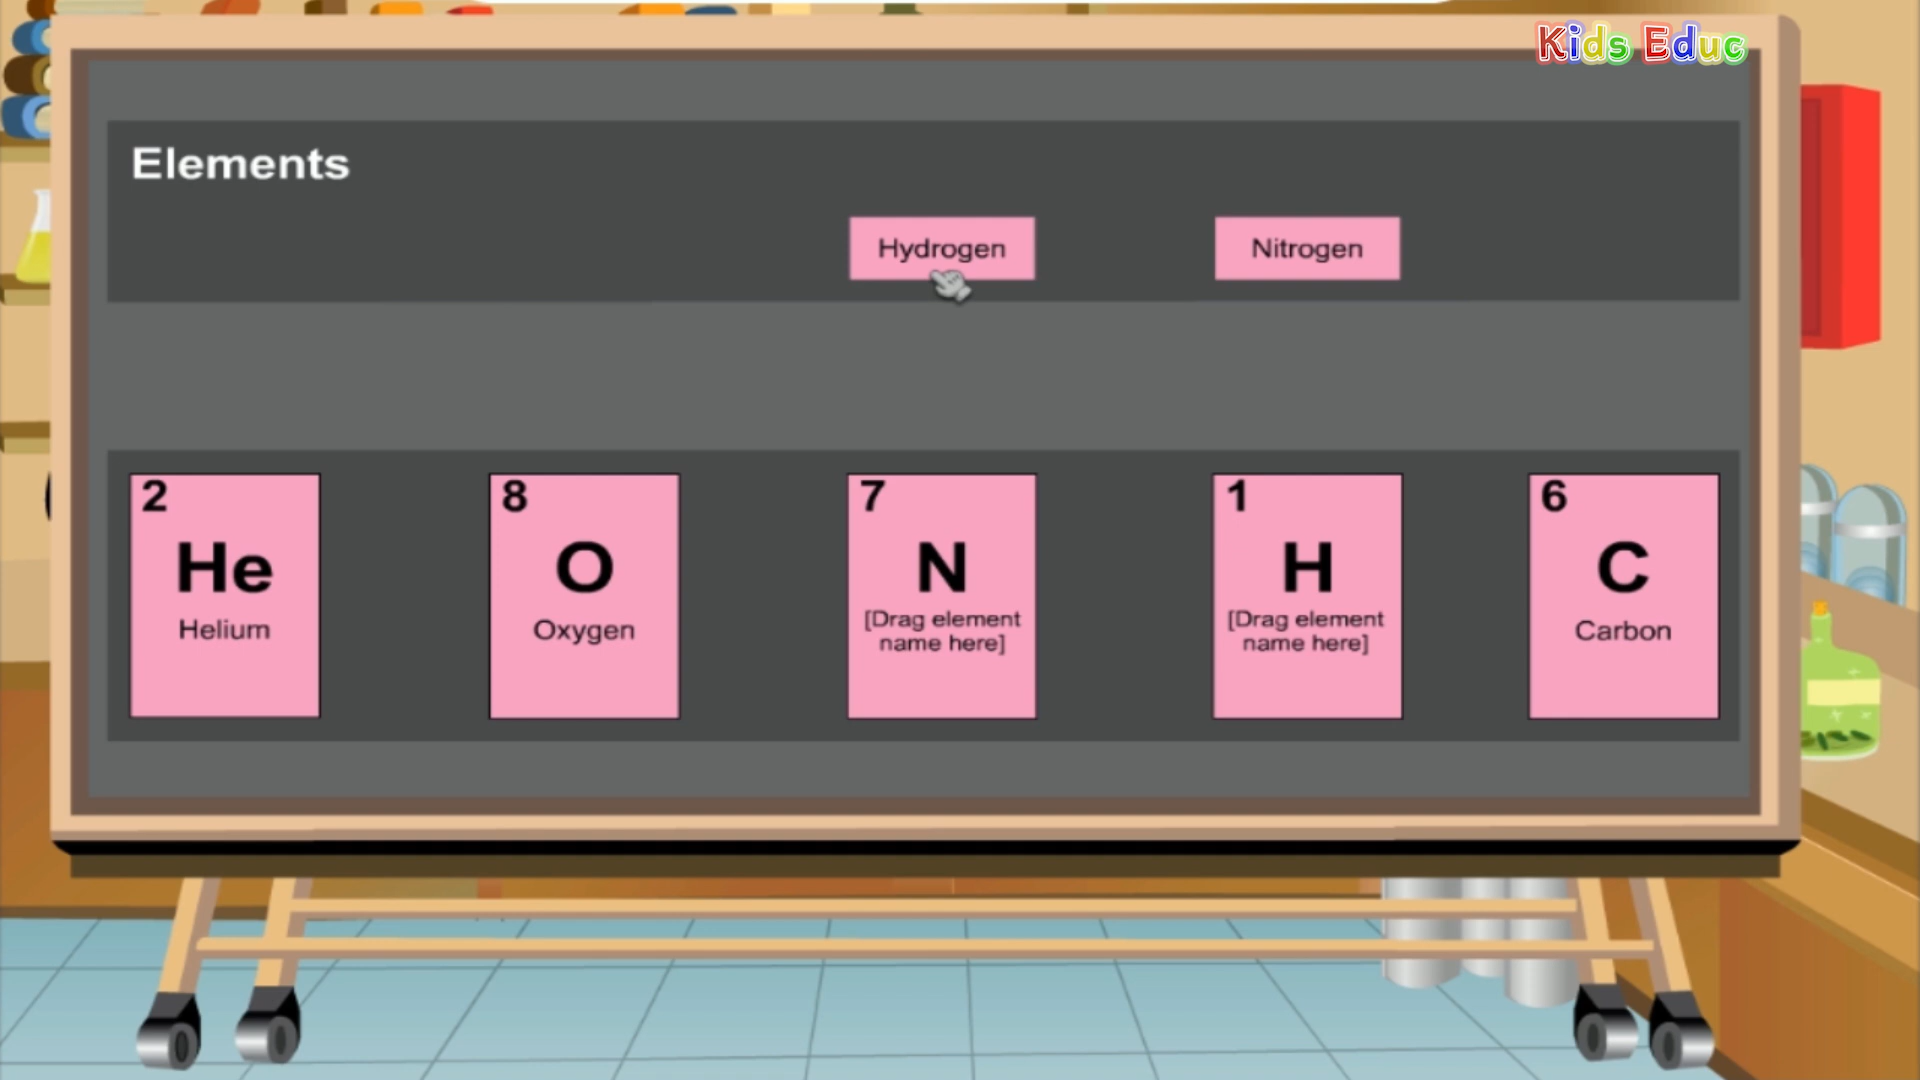 Kids Educ
Elements
Hydrogen
Nitrogen
2
He
Helium
8
O
Oxygen
7
N
[Drag element
name here]
1
H
[Drag element
name here]
6
C
Carbon